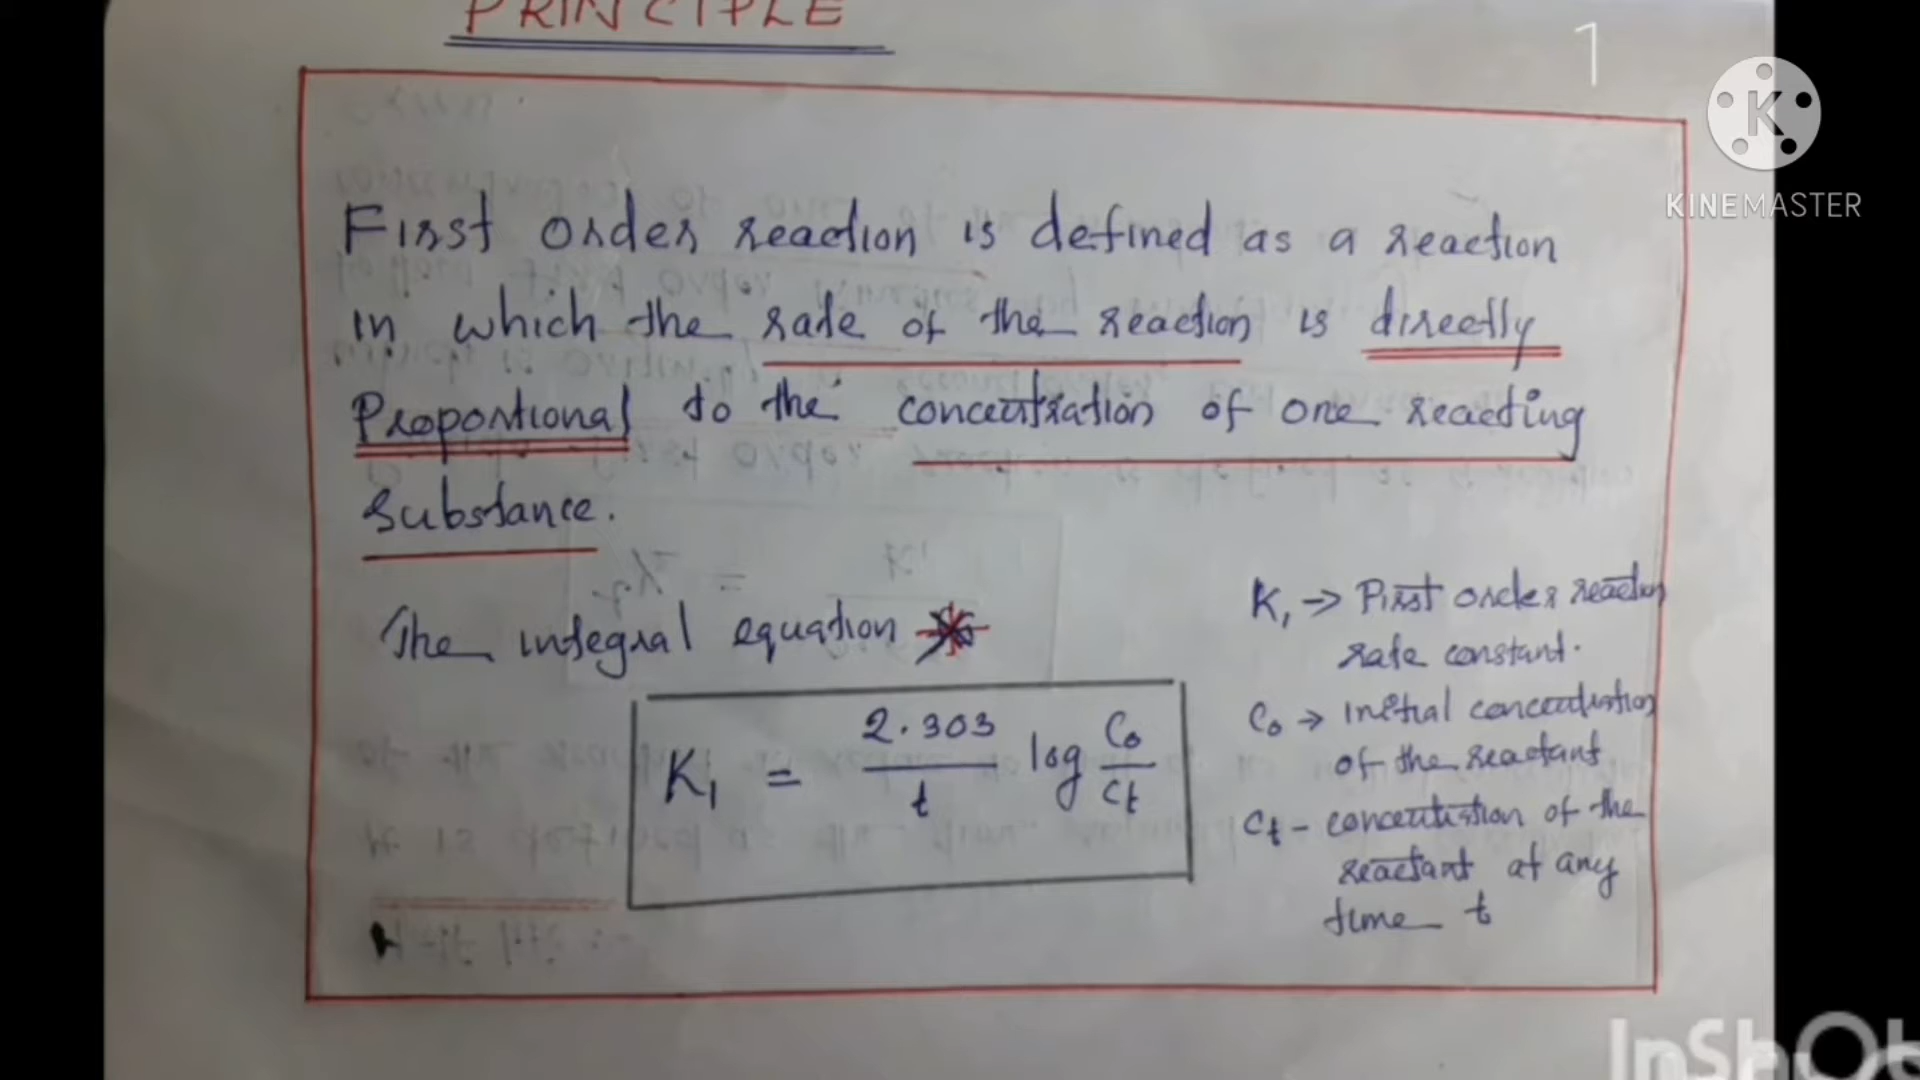 PRINCIPLE
1
K
KINEMASTER
First order reaction is defined as a reaction
in which the rate of the reaction is directly
Proportional to the concentration of one reacting
Substance.
The integral equation
K₁ = 2.303/t log C₀/Ct
K₁ → First order reaction
rate constant.
C₀ → Initial concentration
of the reactant
Ct - concentration of the
reactant at any
time t
InShOt